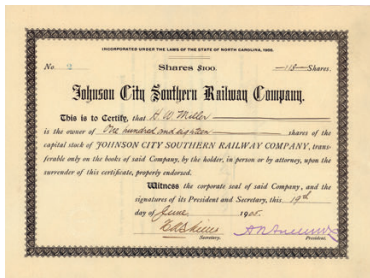 INCORPORATED UNDER THE LAWS OF THE STATE OF NORTH CAROLINA,
No. Shares $100. 118 Shares.
Johnson City Southern Railway Company.
This is to Certify, that H. W. Miller
is the owner of One hundred and eighteen shares of the
capital stock of JOHNSON CITY SOUTHERN RAILWAY COMPANY, trans-
ferable only on the books of said Company, by the holder, in person or by attorney, upon the
surrender of this certificate, properly endorsed.
Witness the corporate seal of said Company, and the
signatures of its President and Secretary, this 19th
day of June 1905.
Secretary. President.